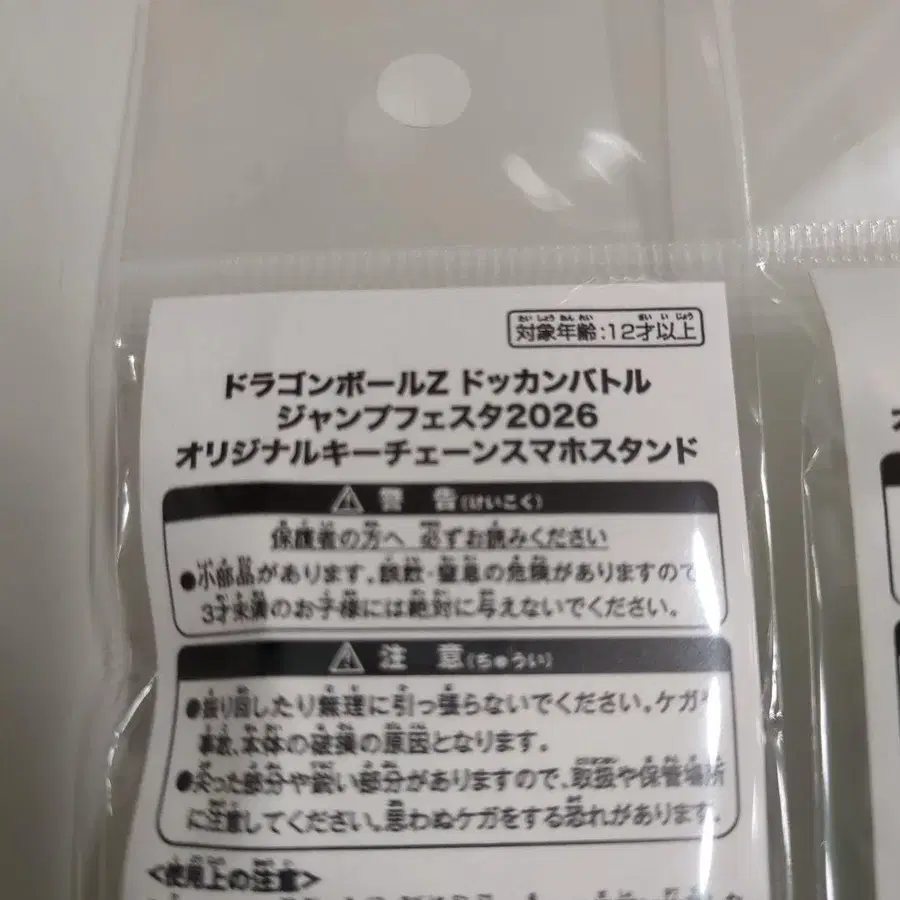 対象年齢:12才以上
ドラゴンボールZ ドッカンバトル
ジャンプフェスタ2026
オリジナルキーチェーンスマホスタンド
警告(けいこく)
保護者の方へ 必ずお読みください
●小部品があります。誤飲・窒息の危険がありますので
3才未満のお子様には絶対に与えないでください。
注意(ちゅうい)
●振り回したり無理に引っ張らないでください。ケガや
事故、本体の破損の原因となります。
●尖った部分や鋭い部分がありますので、取扱や保管場所
に注意してください。思わぬケガをする恐れがあります。
<使用上の注意>